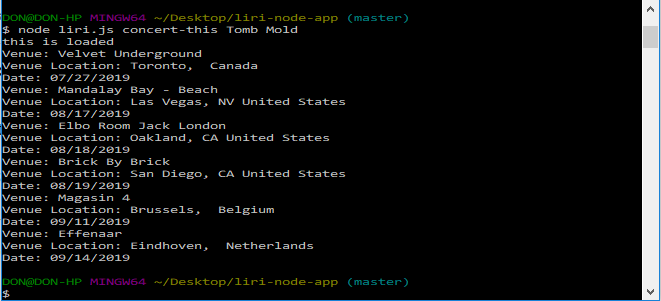 DON@DON-HP MINGW64 ~/Desktop/liri-node-app (master)
$ node liri.js concert-this Tomb Mold
this is loaded
Venue: Velvet Underground
Venue Location: Toronto,  Canada
Date: 07/27/2019
Venue: Mandalay Bay - Beach
Venue Location: Las Vegas, NV United States
Date: 08/17/2019
Venue: Elbo Room Jack London
Venue Location: Oakland, CA United States
Date: 08/18/2019
Venue: Brick By Brick
Venue Location: San Diego, CA United States
Date: 08/19/2019
Venue: Magasin 4
Venue Location: Brussels,  Belgium
Date: 09/11/2019
Venue: Effenaar
Venue Location: Eindhoven,  Netherlands
Date: 09/14/2019
DON@DON-HP MINGW64 ~/Desktop/liri-node-app (master)
$